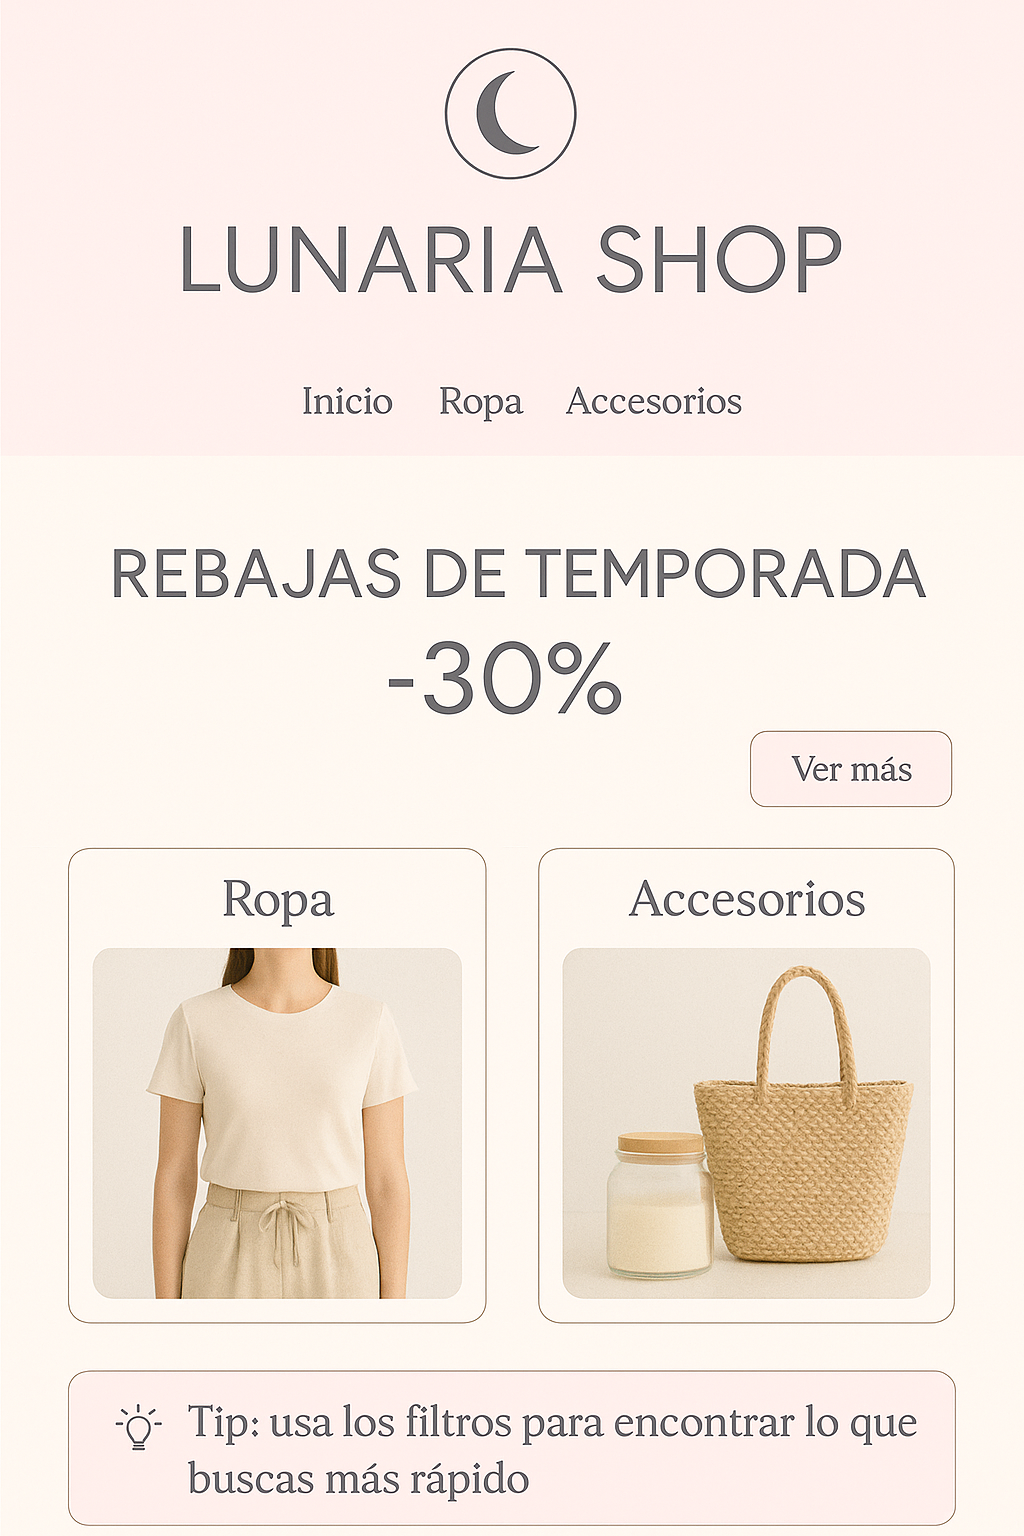 LUNARIA SHOP
Inicio Ropa Accesorios
REBAJAS DE TEMPORADA
-30%
Ver más
Ropa
Accesorios
Tip: usa los filtros para encontrar lo que
buscas más rápido